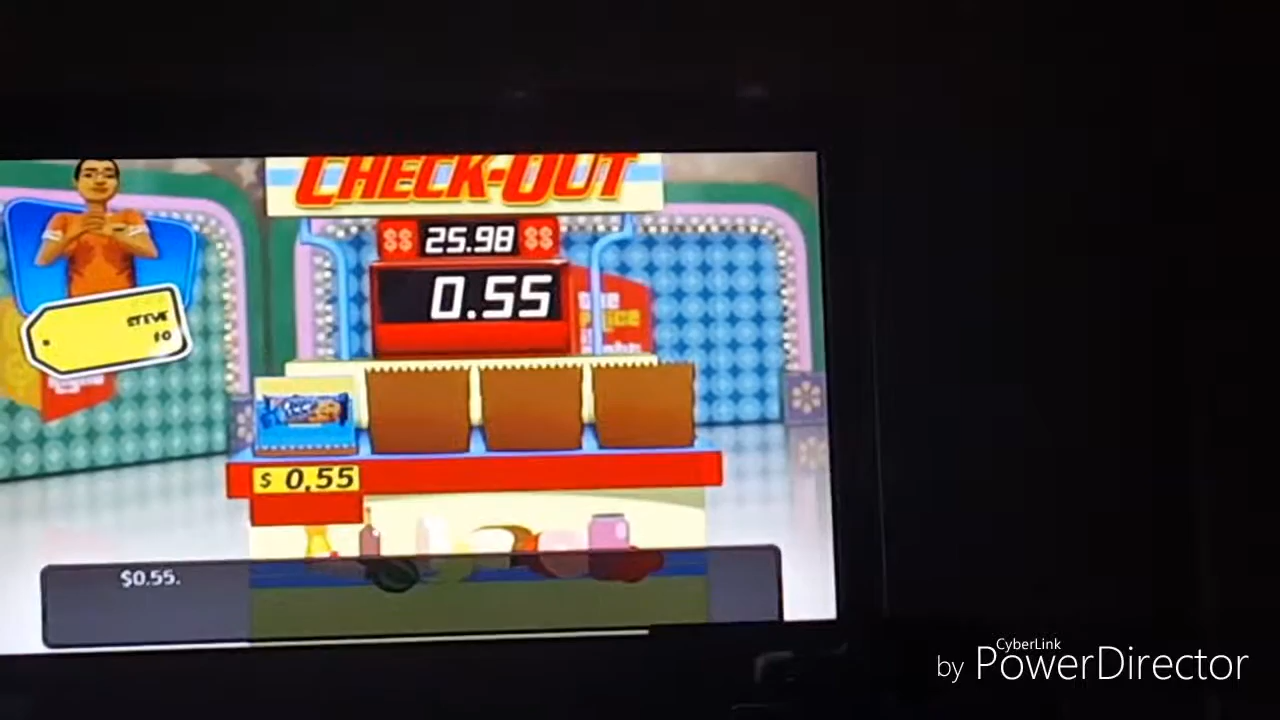 CHECK-OUT
$$ 25.98 $$
0.55
STEVE
$0
$ 0.55
$0.55.
CyberLink
by PowerDirector